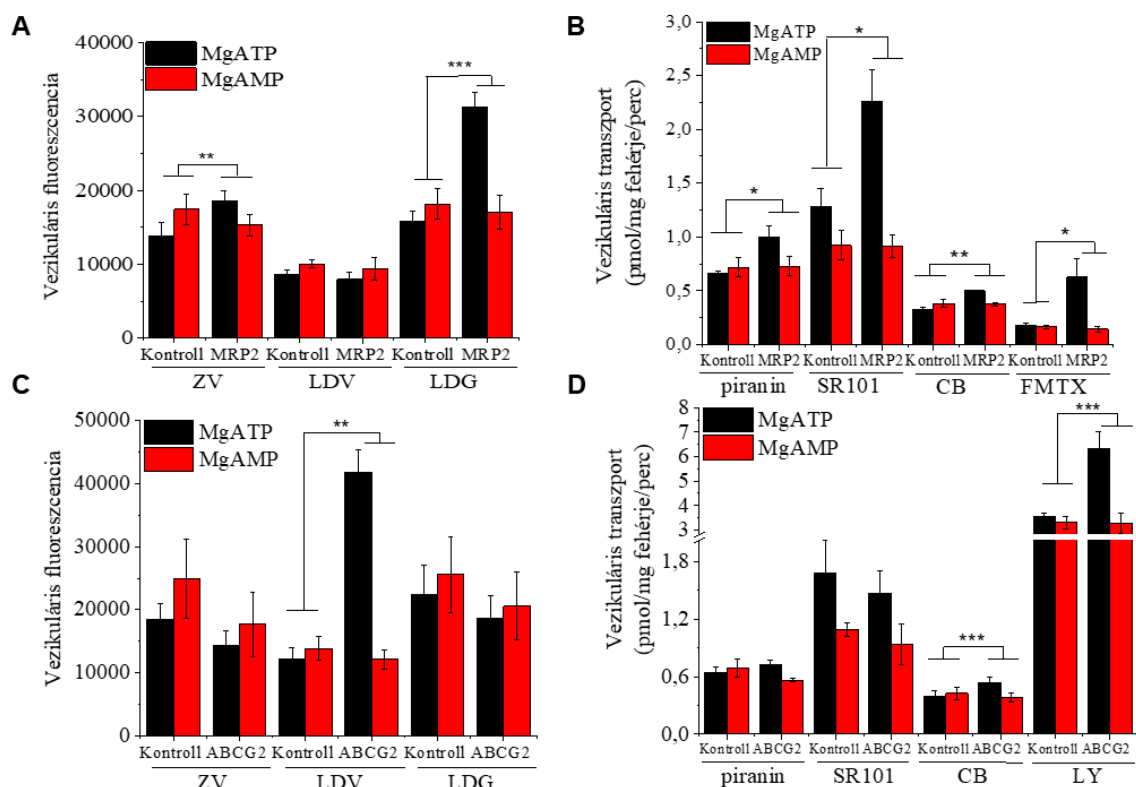 A
Vezikuláris fluoreszcencia
40000
30000
20000
10000
0
MgATP
MgAMP
**
***
Kontroll MRP2 Kontroll MRP2 Kontroll MRP2
ZV LDV LDG
B
Vezikuláris transzport
(pmol/mg fehérje/perc)
3,0
2,5
2,0
1,5
1,0
0,5
0,0
MgATP
MgAMP
*
*
**
*
Kontroll MRP2 Kontroll MRP2 Kontroll MRP2 Kontroll MRP2
piranin SR101 CB FMTX
C
Vezikuláris fluoreszcencia
50000
40000
30000
20000
10000
0
MgATP
MgAMP
**
Kontroll ABCG2 Kontroll ABCG2 Kontroll ABCG2
ZV LDV LDG
D
Vezikuláris transzport
(pmol/mg fehérje/perc)
8
7
6
5
4
3
1,8
1,2
0,6
0,0
MgATP
MgAMP
***
***
Kontroll ABCG2 Kontroll ABCG2 Kontroll ABCG2 Kontroll ABCG2
piranin SR101 CB LY